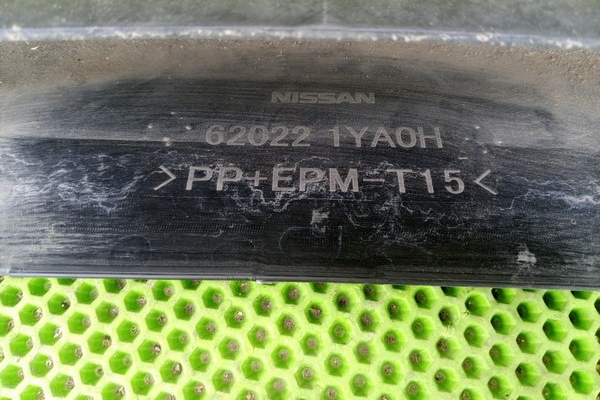 NISSAN
62022 1YA0H
>PP+EPM-T15<